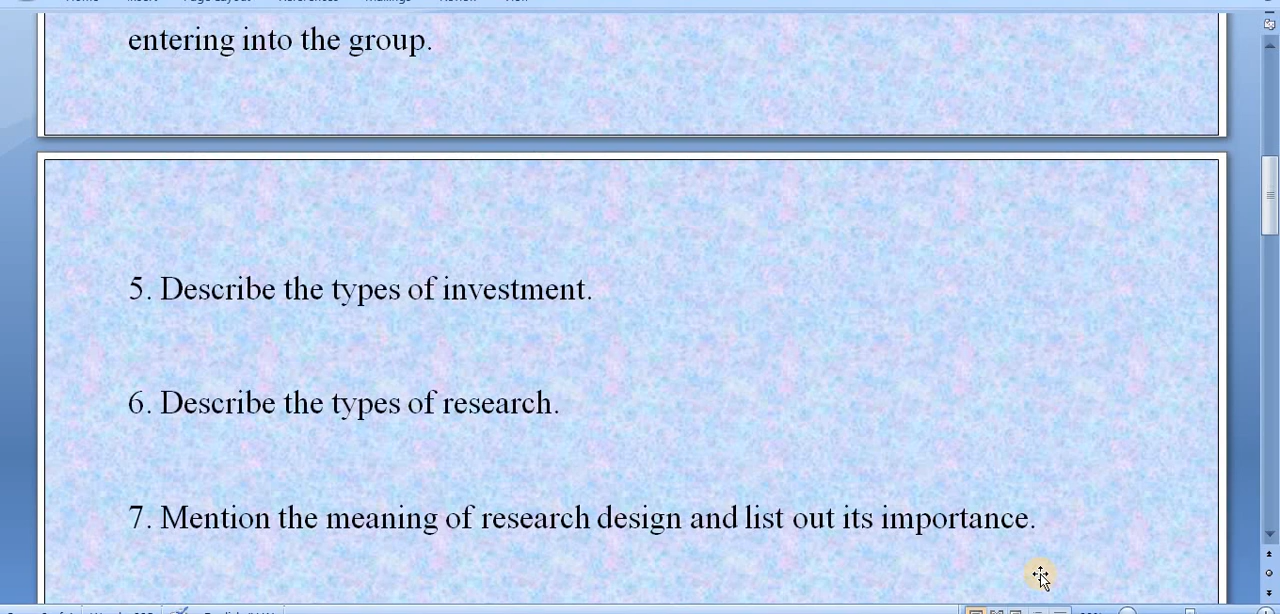 entering into the group.
5. Describe the types of investment.
6. Describe the types of research.
7. Mention the meaning of research design and list out its importance.